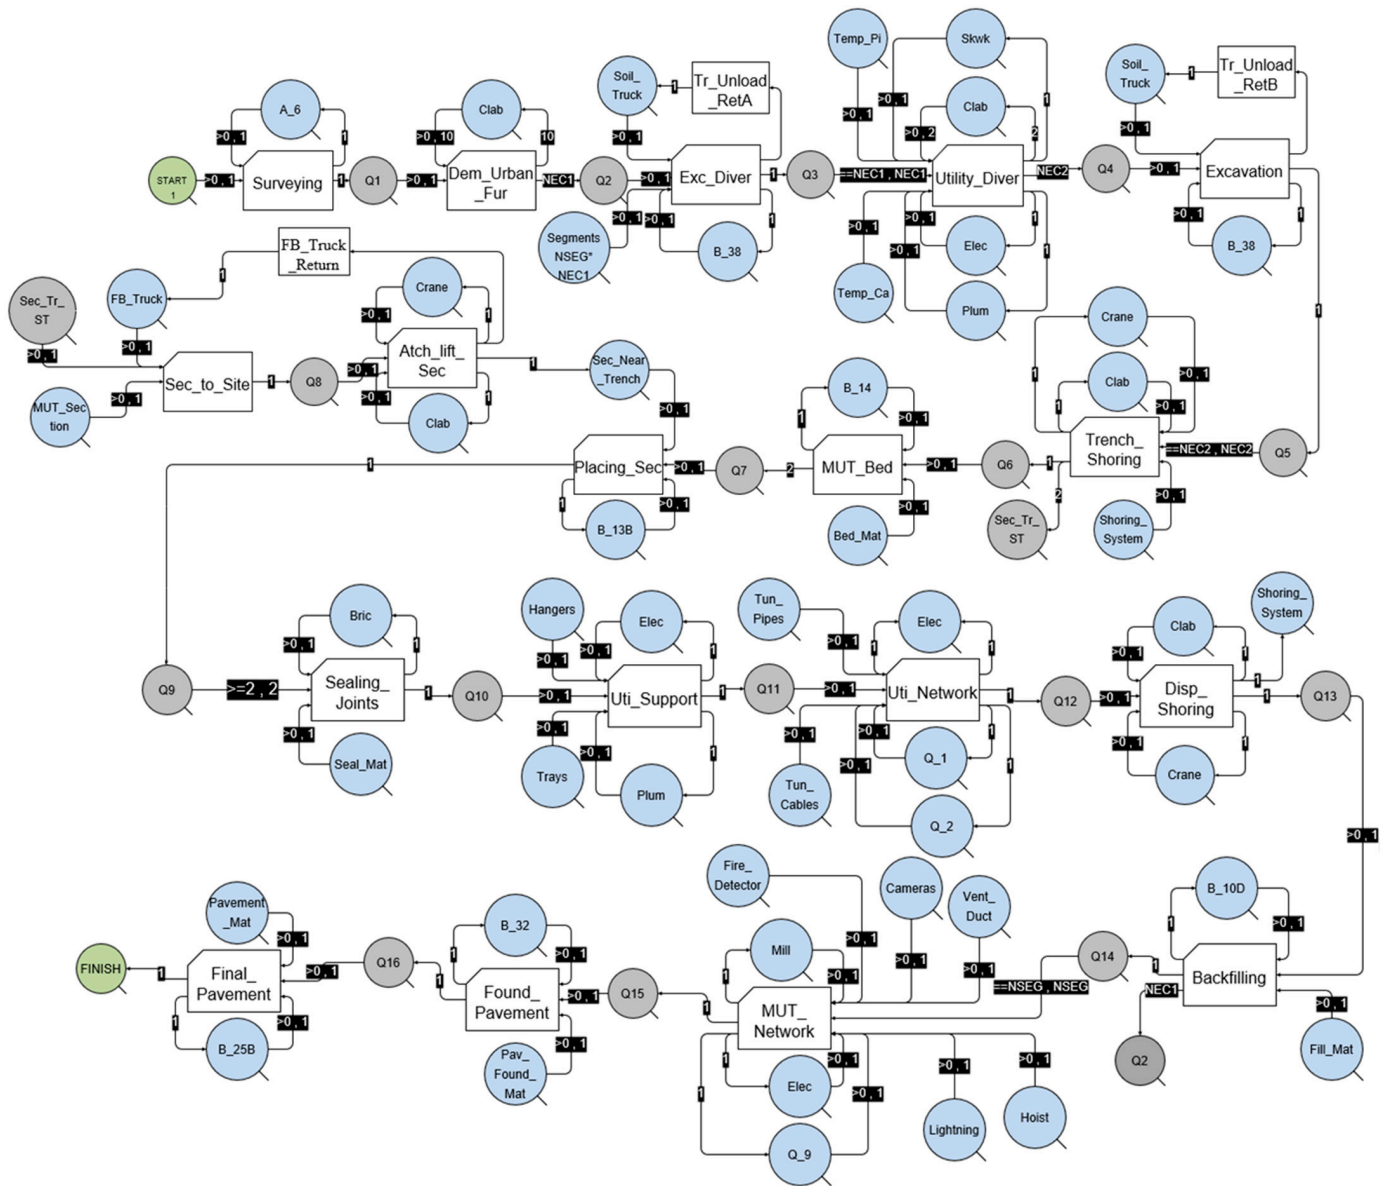 START
1
>0 , 1
A_6
>0 , 1
1
Surveying
1
Q1
>0 , 1
Clab
>0 , 10
10
Dem_Urban
_Fur
NEC1
Q2
>0 , 1
Soil_
Truck
1
Tr_Unload
_RetA
>0 , 1
Exc_Diver
Segments
NSEG*
NEC1
>0 , 1
>0 , 1
B_38
1
1
Q3
==NEC1 , NEC1
Temp_Pi
>0 , 1
Skwk
>0 , 1
1
Clab
>0 , 2
2
Utility_Diver
>0 , 1
Temp_Ca
>0 , 1
Elec
1
>0 , 1
Plum
1
NEC2
Q4
>0 , 1
Soil_
Truck
1
Tr_Unload
_RetB
>0 , 1
Excavation
>0 , 1
B_38
1
1
Sec_Tr_
ST
>0 , 1
FB_Truck
_Return
1
FB_Truck
>0 , 1
MUT_Sec
tion
>0 , 1
Sec_to_Site
1
Q8
>0 , 1
Crane
>0 , 1
1
Atch_lift_
Sec
>0 , 1
Clab
1
1
Sec_Near
_Trench
>0 , 1
Placing_Sec
1
B_13B
>0 , 1
1
>0 , 1
Q7
2
B_14
1
>0 , 1
MUT_Bed
Bed_Mat
>0 , 1
>0 , 1
Q6
1
Sec_Tr_
ST
2
Crane
1
>0 , 1
Clab
1
>0 , 1
Trench_
Shoring
Shoring_
System
>0 , 1
==NEC2 , NEC2
Q5
Q9
>=2 , 2
Bric
>0 , 1
1
Sealing_
Joints
>0 , 1
Seal_Mat
1
Q10
>0 , 1
Hangers
>0 , 1
Elec
>0 , 1
1
Uti_Support
>0 , 1
Trays
>0 , 1
Plum
1
1
Q11
>0 , 1
Tun_
Pipes
>0 , 1
Elec
>0 , 1
1
Uti_Network
>0 , 1
Tun_
Cables
>0 , 1
Q_1
1
>0 , 1
Q_2
1
1
Q12
>0 , 1
Clab
>0 , 1
1
Shoring_
System
1
Disp_
Shoring
>0 , 1
Crane
1
1
Q13
>0 , 1
B_10D
1
>0 , 1
Backfilling
>0 , 1
Fill_Mat
NEC1
Q2
1
Q14
==NSEG , NSEG
Fire_
Detector
>0 , 1
Cameras
>0 , 1
Vent_
Duct
>0 , 1
Mill
1
>0 , 1
MUT_
Network
1
Elec
>0 , 1
1
Q_9
>0 , 1
>0 , 1
Lightning
>0 , 1
Hoist
1
Q15
>0 , 1
B_32
1
>0 , 1
Found_
Pavement
Pav_
Found_
Mat
>0 , 1
1
Q16
>0 , 1
Pavement
_Mat
>0 , 1
Final_
Pavement
1
B_25B
>0 , 1
1
FINISH